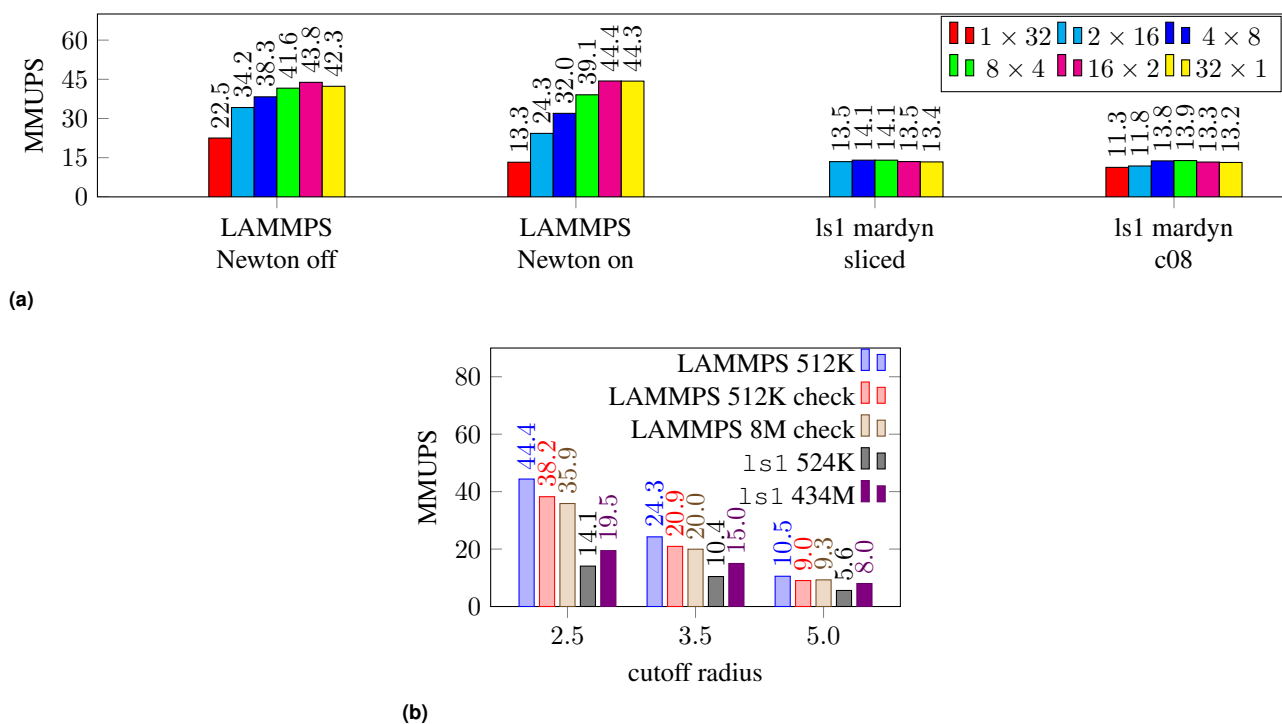 60
45
30
15
0
MMUPS
22.5
34.2
38.3
41.6
43.8
42.3
13.3
24.3
32.0
39.1
44.4
44.3
13.5
14.1
14.1
13.5
13.4
11.3
11.8
13.8
13.9
13.3
13.2
1 × 32 2 × 16 4 × 8
8 × 4 16 × 2 32 × 1
LAMMPS
Newton off
LAMMPS
Newton on
ls1 mardyn
sliced
ls1 mardyn
c08
(a)
80
60
40
20
0
MMUPS
LAMMPS 512K
LAMMPS 512K check
LAMMPS 8M check
ls1 524K
ls1 434M
44.4
38.2
35.9
14.1
19.5
24.3
20.9
20.0
10.4
15.0
10.5
9.0
9.3
5.6
8.0
2.5
3.5
5.0
cutoff radius
(b)